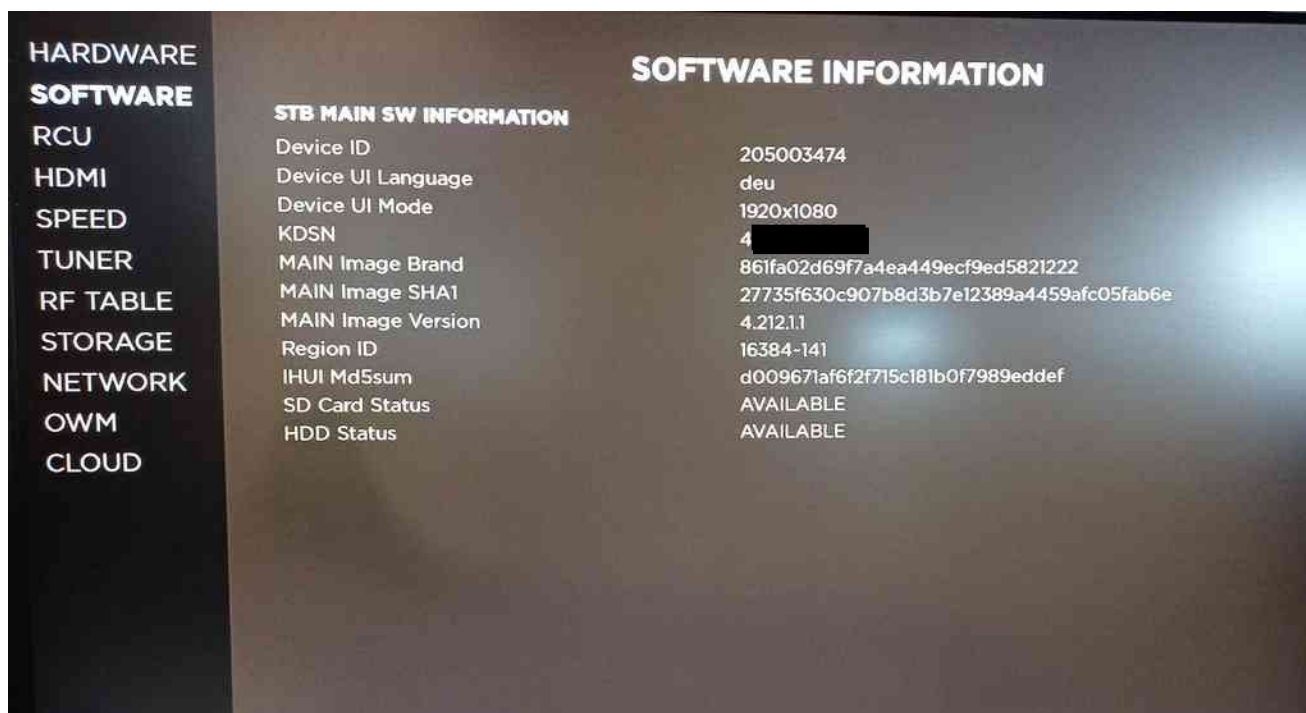 HARDWARE
SOFTWARE
RCU
HDMI
SPEED
TUNER
RF TABLE
STORAGE
NETWORK
OWM
CLOUD
SOFTWARE INFORMATION
STB MAIN SW INFORMATION
Device ID 205003474
Device UI Language deu
Device UI Mode 1920x1080
KDSN 4
MAIN Image Brand 861fa02d69f7a4ea449ecf9ed5821222
MAIN Image SHA1 27735f630c907b8d3b7e12389a4459afc05fab6e
MAIN Image Version 4.212.1.1
Region ID 16384-141
IHUI Md5sum d009671af6f2f715c181b0f7989eddef
SD Card Status AVAILABLE
HDD Status AVAILABLE